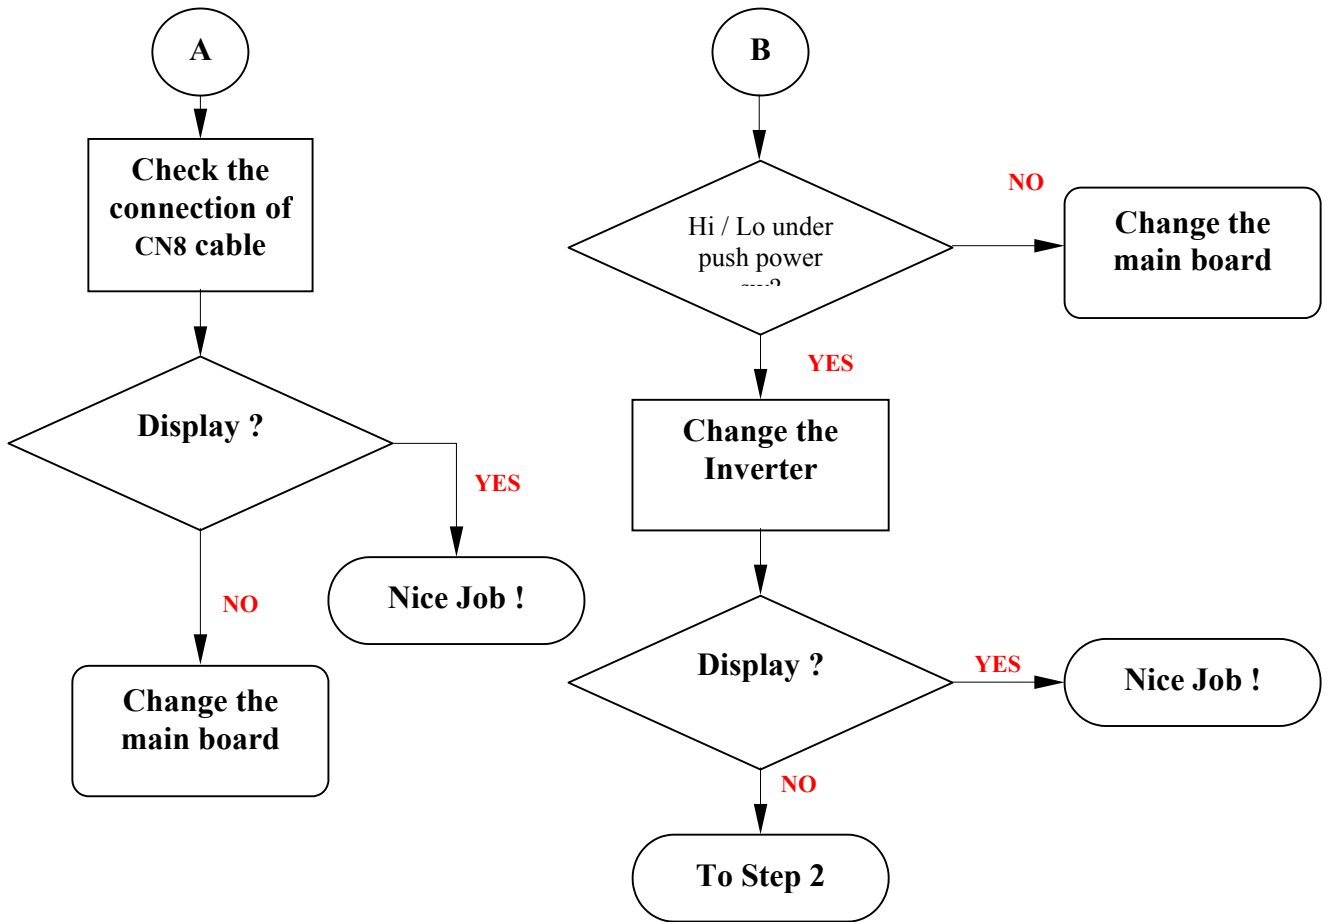 A
Check the
connection of
CN8 cable
Display ?
YES
Nice Job !
NO
Change the
main board
B
Hi / Lo under
push power
NO
Change the
main board
YES
Change the
Inverter
Display ?
YES
Nice Job !
NO
To Step 2